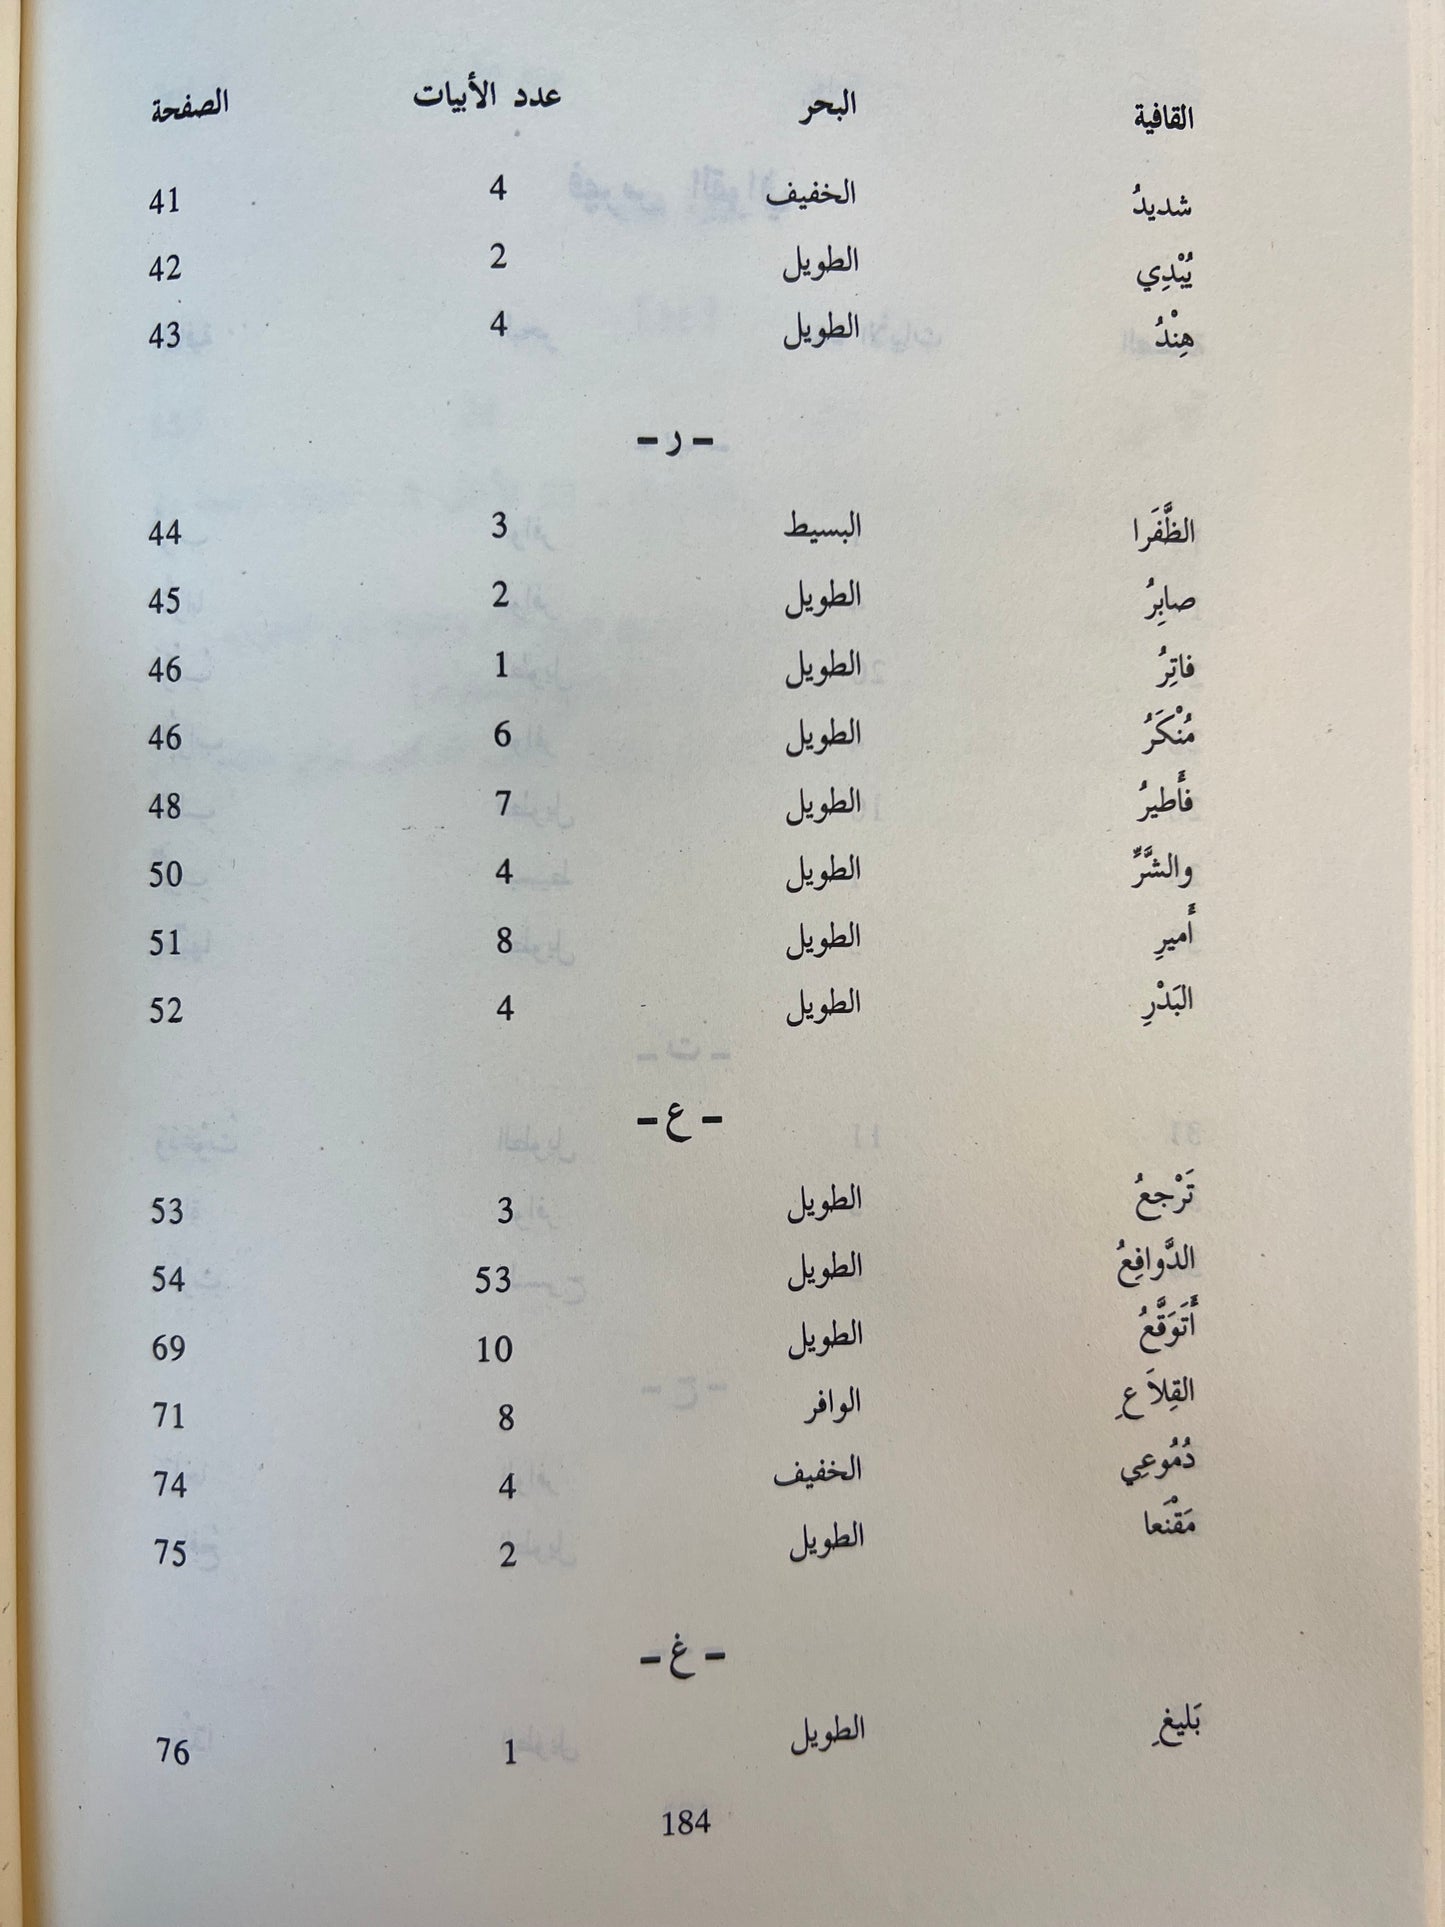 القافية البحر عدد الأبيات الصفحة
شديدُ الخفيف 4 41
يُبْدِي الطويل 2 42
هِنْدُ الطويل 4 43
- ر -
الظَّفَرا البسيط 3 44
صابِرُ الطويل 2 45
فاتِرُ الطويل 1 46
مُنْكَرُ الطويل 6 46
فأَطيرُ الطويل 7 48
والشَّرِّ الطويل 4 50
أَميرِ الطويل 8 51
البَدْرِ الطويل 4 52
- ع -
تَرْجعُ الطويل 3 53
الدَّوافِعُ الطويل 53 54
أَتَوَقَّعُ الطويل 10 69
القِلاَعِ الوافر 8 71
دُمُوعِي الخفيف 4 74
مَقْنَعا الطويل 2 75
- غ -
بَليغِ الطويل 1 76
184